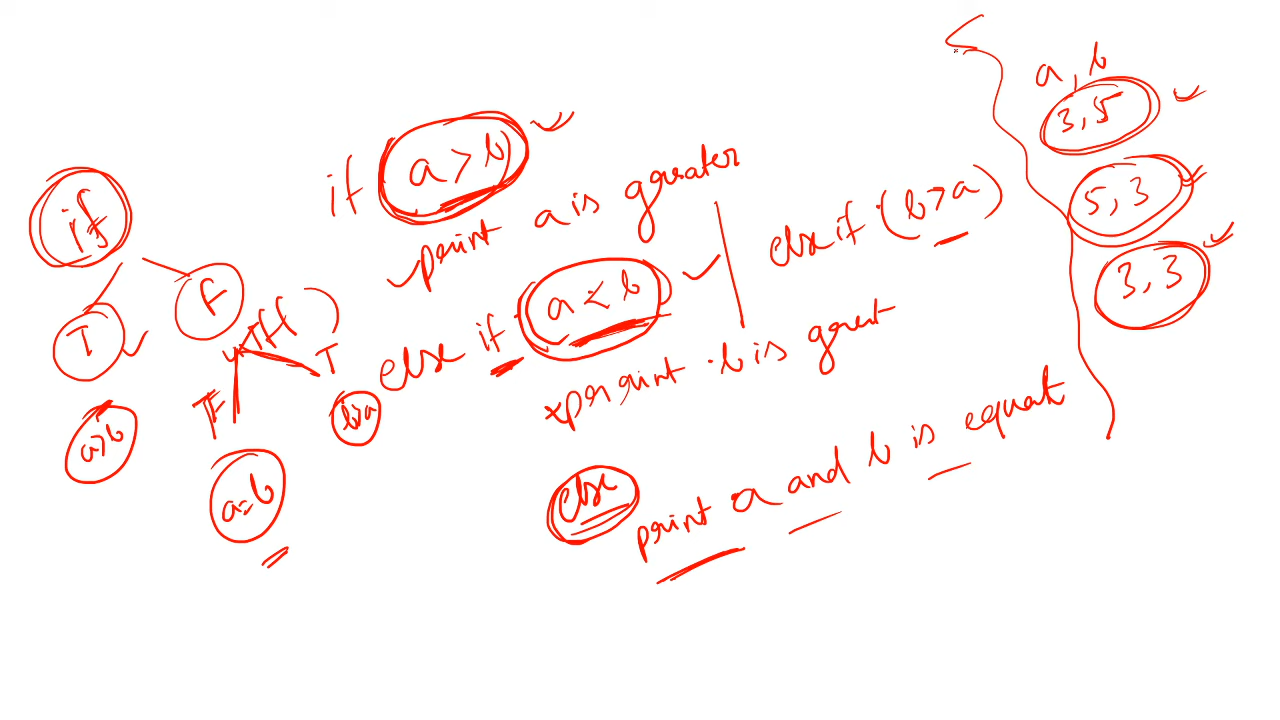 a, b
3, 5
5, 3
3, 3
if a > b
print a is greater
else if a < b
else if (b > a)
print b is great
else
print a and b is equal
if
T
F
if ( )
F
T
a>b
b>a
a=b